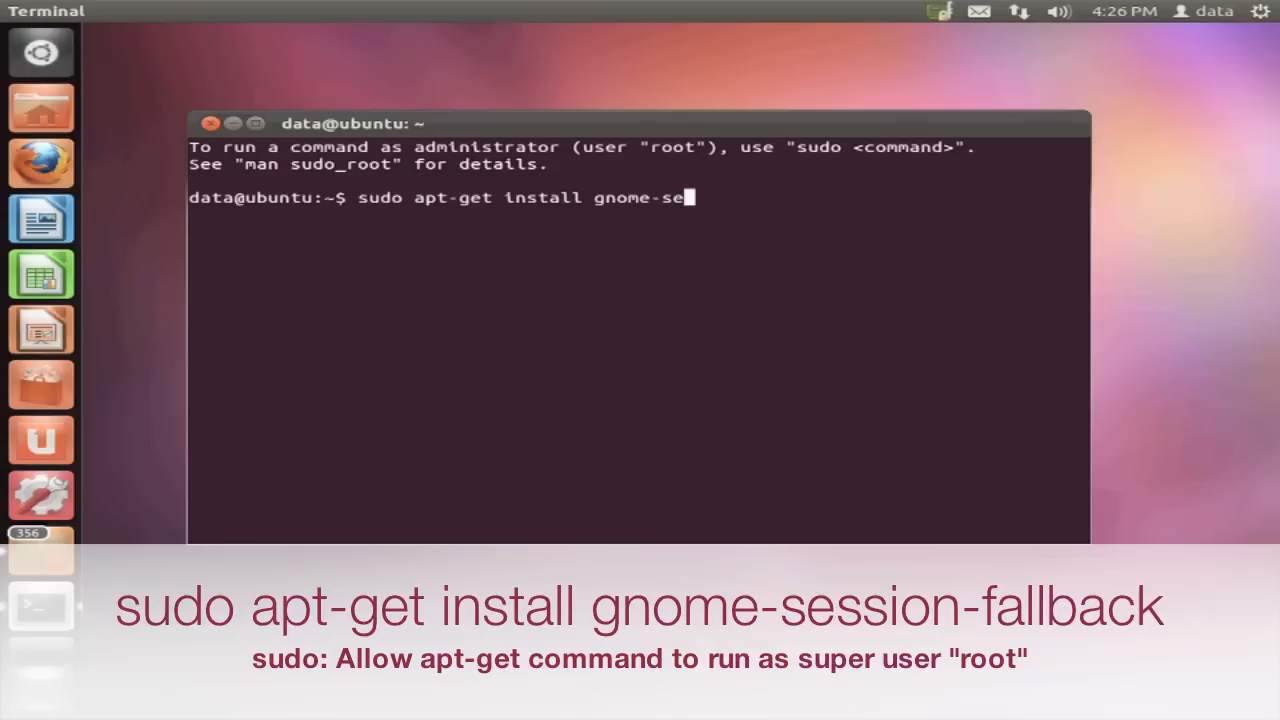 Terminal
4:26 PM data
data@ubuntu: ~
To run a command as administrator (user "root"), use "sudo <command>".
See "man sudo_root" for details.
data@ubuntu:~$ sudo apt-get install gnome-se
356
sudo apt-get install gnome-session-fallback
sudo: Allow apt-get command to run as super user "root"